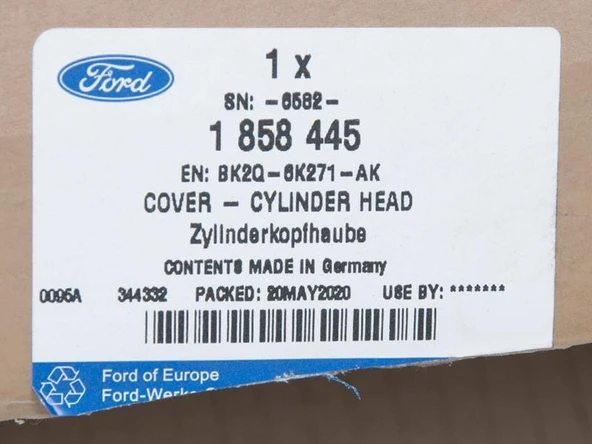 Ford
1 x
SN: -6582-
1 858 445
EN: BK2Q-6K271-AK
COVER - CYLINDER HEAD
Zylinderkopfhaube
CONTENTS MADE IN Germany
0095A 344332 PACKED: 20MAY2020 USE BY: *******
Ford of Europe
Ford-Werke